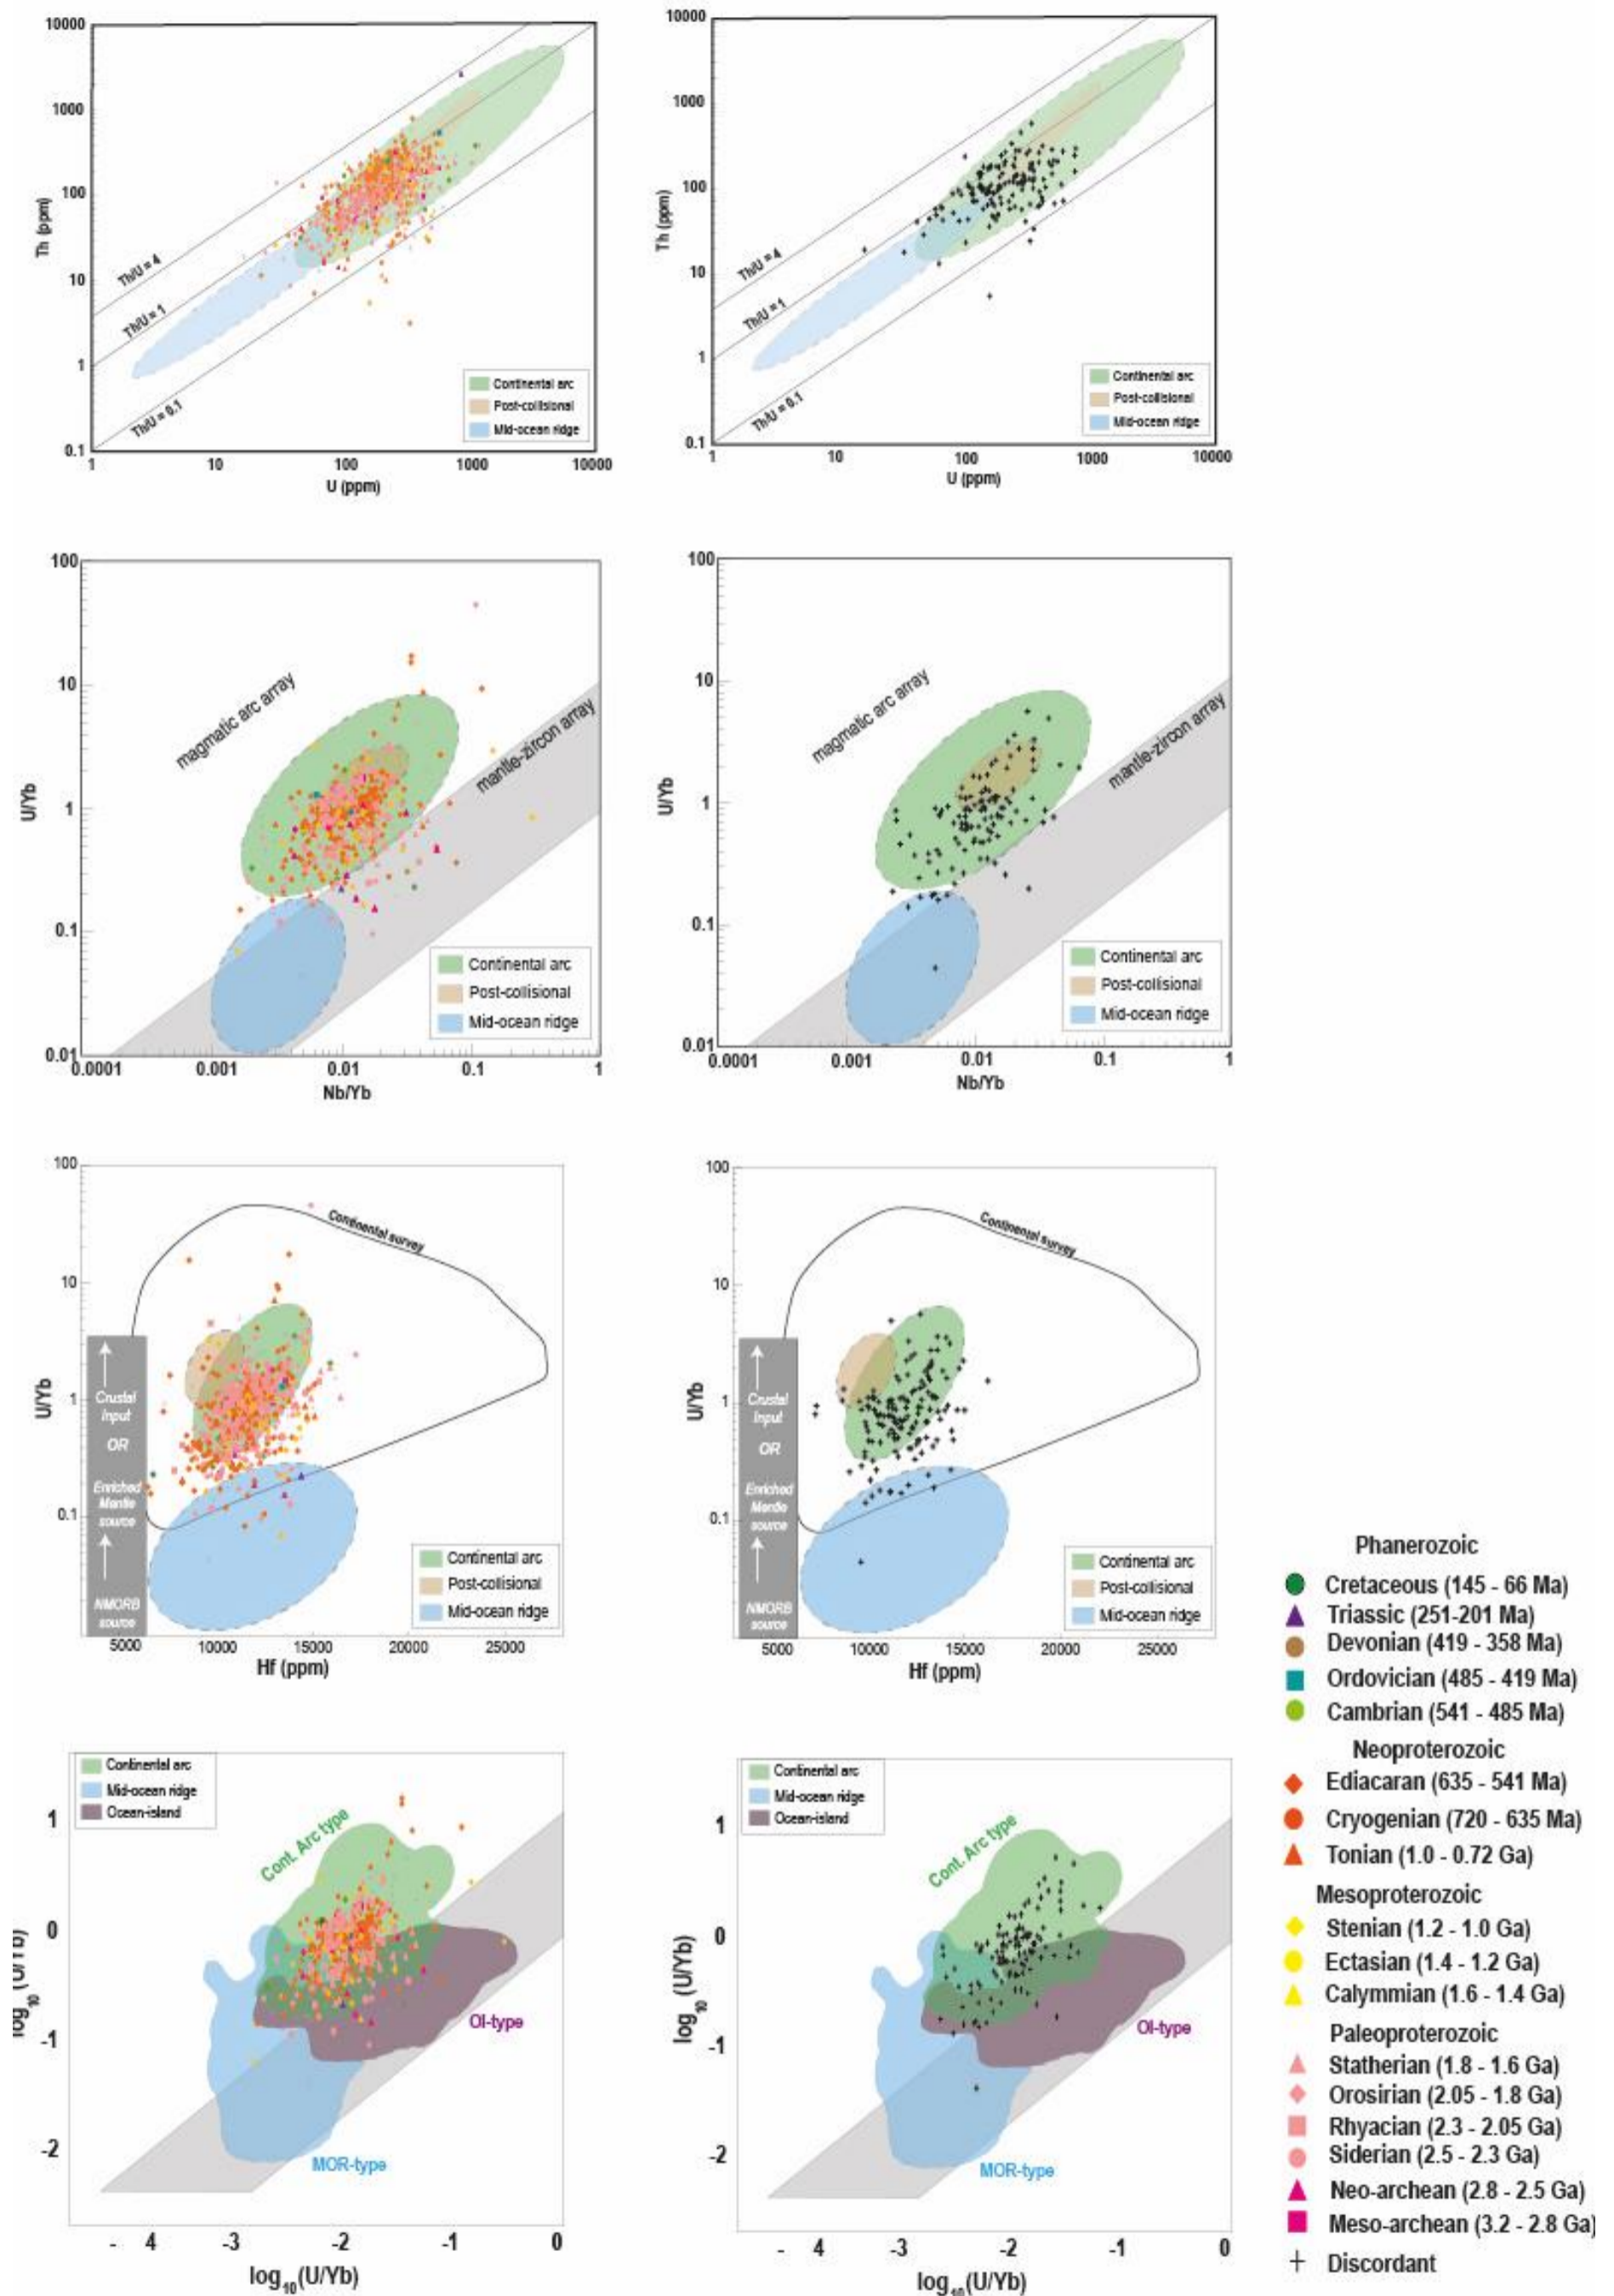 10000
1000
100
10
1
0.1
Th (ppm)
Th/U = 4
Th/U = 1
Th/U = 0.1
Continental arc
Post-collisional
Mid-ocean ridge
1
10
100
1000
10000
U (ppm)
10000
1000
100
10
1
0.1
Th (ppm)
Th/U = 4
Th/U = 1
Th/U = 0.1
Continental arc
Post-collisional
Mid-ocean ridge
1
10
100
1000
10000
U (ppm)
100
10
1
0.1
0.01
U/Yb
magmatic arc array
mantle-zircon array
Continental arc
Post-collisional
Mid-ocean ridge
0.0001
0.001
0.01
0.1
1
Nb/Yb
100
10
1
0.1
0.01
U/Yb
magmatic arc array
mantle-zircon array
Continental arc
Post-collisional
Mid-ocean ridge
0.0001
0.001
0.01
0.1
1
Nb/Yb
100
10
1
0.1
U/Yb
Continental survey
Crustal
Input
OR
Enriched
Mantle
source
NMORB
source
Continental arc
Post-collisional
Mid-ocean ridge
5000
10000
15000
20000
25000
Hf (ppm)
100
10
1
0.1
U/Yb
Continental survey
Crustal
Input
OR
Enriched
Mantle
source
NMORB
source
Continental arc
Post-collisional
Mid-ocean ridge
5000
10000
15000
20000
25000
Hf (ppm)
Continental arc
Mid-ocean ridge
Ocean-island
1
0
-1
-2
log10 (U/Yb)
Cont. Arc type
OI-type
MOR-type
- 4
-3
-2
-1
0
log10(U/Yb)
Continental arc
Mid-ocean ridge
Ocean-island
1
0
-1
-2
log10 (U/Yb)
Cont. Arc type
OI-type
MOR-type
- 4
-3
-2
-1
0
log10(U/Yb)
Phanerozoic
Cretaceous (145 - 66 Ma)
Triassic (251-201 Ma)
Devonian (419 - 358 Ma)
Ordovician (485 - 419 Ma)
Cambrian (541 - 485 Ma)
Neoproterozoic
Ediacaran (635 - 541 Ma)
Cryogenian (720 - 635 Ma)
Tonian (1.0 - 0.72 Ga)
Mesoproterozoic
Stenian (1.2 - 1.0 Ga)
Ectasian (1.4 - 1.2 Ga)
Calymmian (1.6 - 1.4 Ga)
Paleoproterozoic
Statherian (1.8 - 1.6 Ga)
Orosirian (2.05 - 1.8 Ga)
Rhyacian (2.3 - 2.05 Ga)
Siderian (2.5 - 2.3 Ga)
Neo-archean (2.8 - 2.5 Ga)
Meso-archean (3.2 - 2.8 Ga)
Discordant